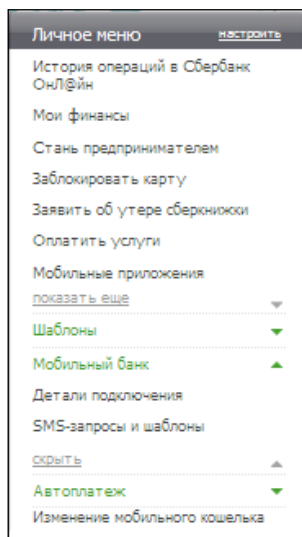 Личное меню настроить
История операций в Сбербанк
ОнЛ@йн
Мои финансы
Стань предпринимателем
Заблокировать карту
Заявить об утере сберкнижки
Оплатить услуги
Мобильные приложения
показать еще
Шаблоны
Мобильный банк
Детали подключения
SMS-запросы и шаблоны
скрыть
Автоплатеж
Изменение мобильного кошелька